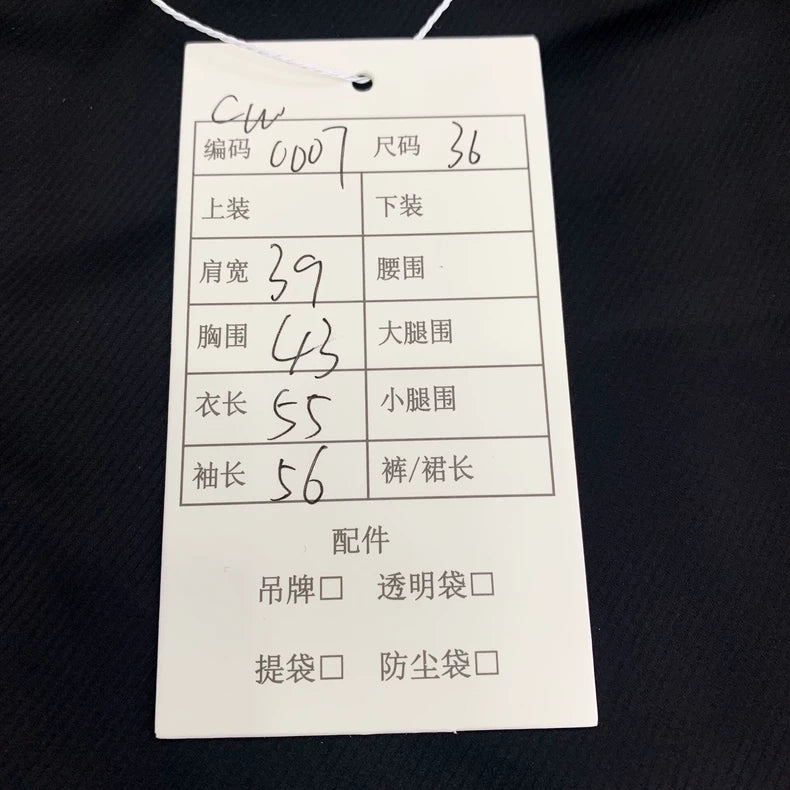 CW
编码 0007 尺码 36
上装 下装
肩宽 39 腰围
胸围 43 大腿围
衣长 55 小腿围
袖长 56 裤/裙长
配件
吊牌□ 透明袋□
提袋□ 防尘袋□